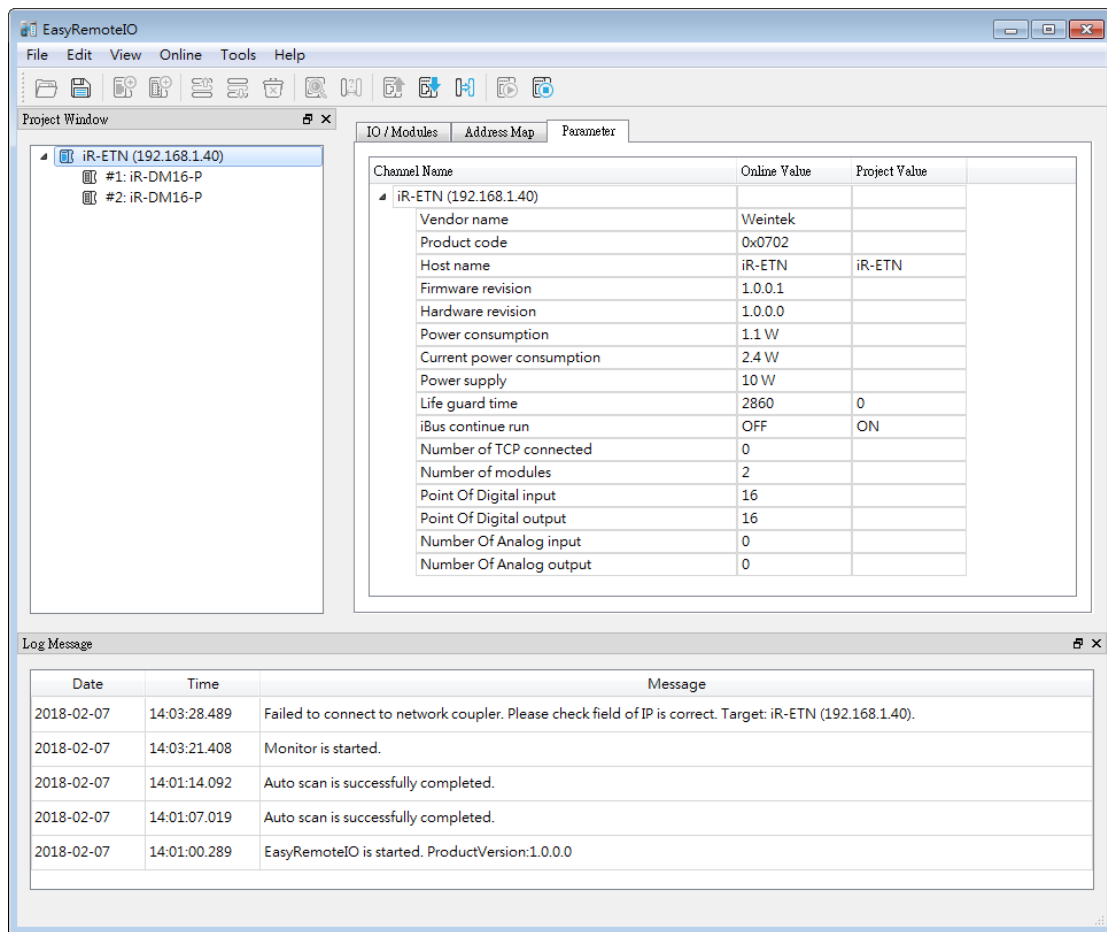 EasyRemoteIO
File Edit View Online Tools Help
Project Window
iR-ETN (192.168.1.40)
#1: iR-DM16-P
#2: iR-DM16-P
IO / Modules Address Map Parameter
Channel Name Online Value Project Value
iR-ETN (192.168.1.40)
Vendor name Weintek
Product code 0x0702
Host name iR-ETN iR-ETN
Firmware revision 1.0.0.1
Hardware revision 1.0.0.0
Power consumption 1.1 W
Current power consumption 2.4 W
Power supply 10 W
Life guard time 2860 0
iBus continue run OFF ON
Number of TCP connected 0
Number of modules 2
Point Of Digital input 16
Point Of Digital output 16
Number Of Analog input 0
Number Of Analog output 0
Log Message
Date Time Message
2018-02-07 14:03:28.489 Failed to connect to network coupler. Please check field of IP is correct. Target: iR-ETN (192.168.1.40).
2018-02-07 14:03:21.408 Monitor is started.
2018-02-07 14:01:14.092 Auto scan is successfully completed.
2018-02-07 14:01:07.019 Auto scan is successfully completed.
2018-02-07 14:01:00.289 EasyRemoteIO is started. ProductVersion:1.0.0.0